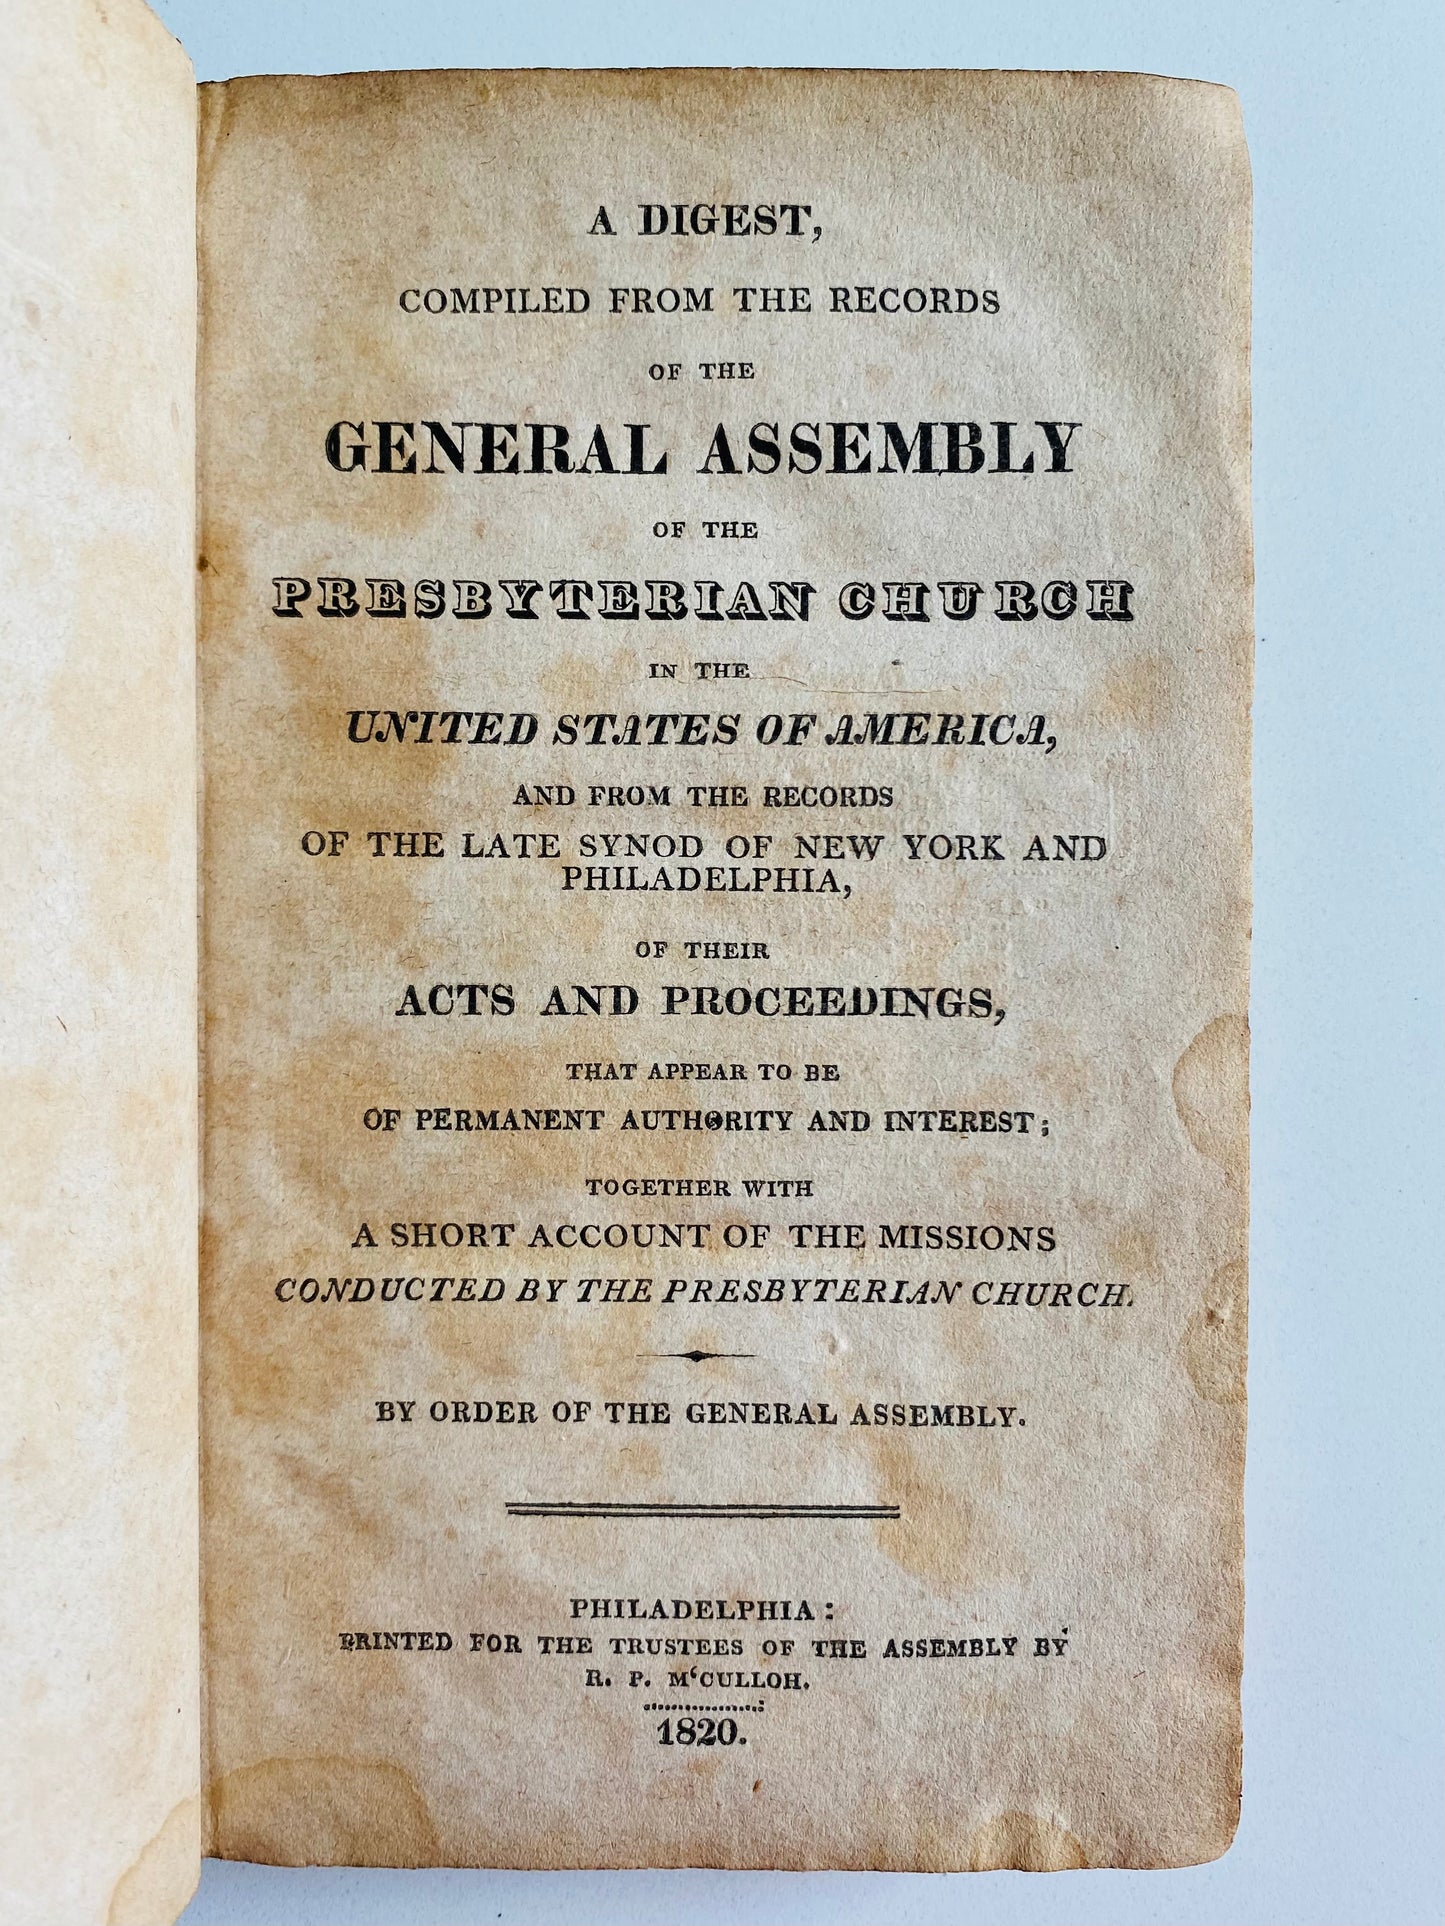 A DIGEST,
COMPILED FROM THE RECORDS
OF THE
GENERAL ASSEMBLY
OF THE
PRESBYTERIAN CHURCH
IN THE
UNITED STATES OF AMERICA,
AND FROM THE RECORDS
OF THE LATE SYNOD OF NEW YORK AND
PHILADELPHIA,
OF THEIR
ACTS AND PROCEEDINGS,
THAT APPEAR TO BE
OF PERMANENT AUTHORITY AND INTEREST;
TOGETHER WITH
A SHORT ACCOUNT OF THE MISSIONS
CONDUCTED BY THE PRESBYTERIAN CHURCH.
BY ORDER OF THE GENERAL ASSEMBLY.
PHILADELPHIA:
PRINTED FOR THE TRUSTEES OF THE ASSEMBLY BY
R. P. M‘CULLOH.
1820.